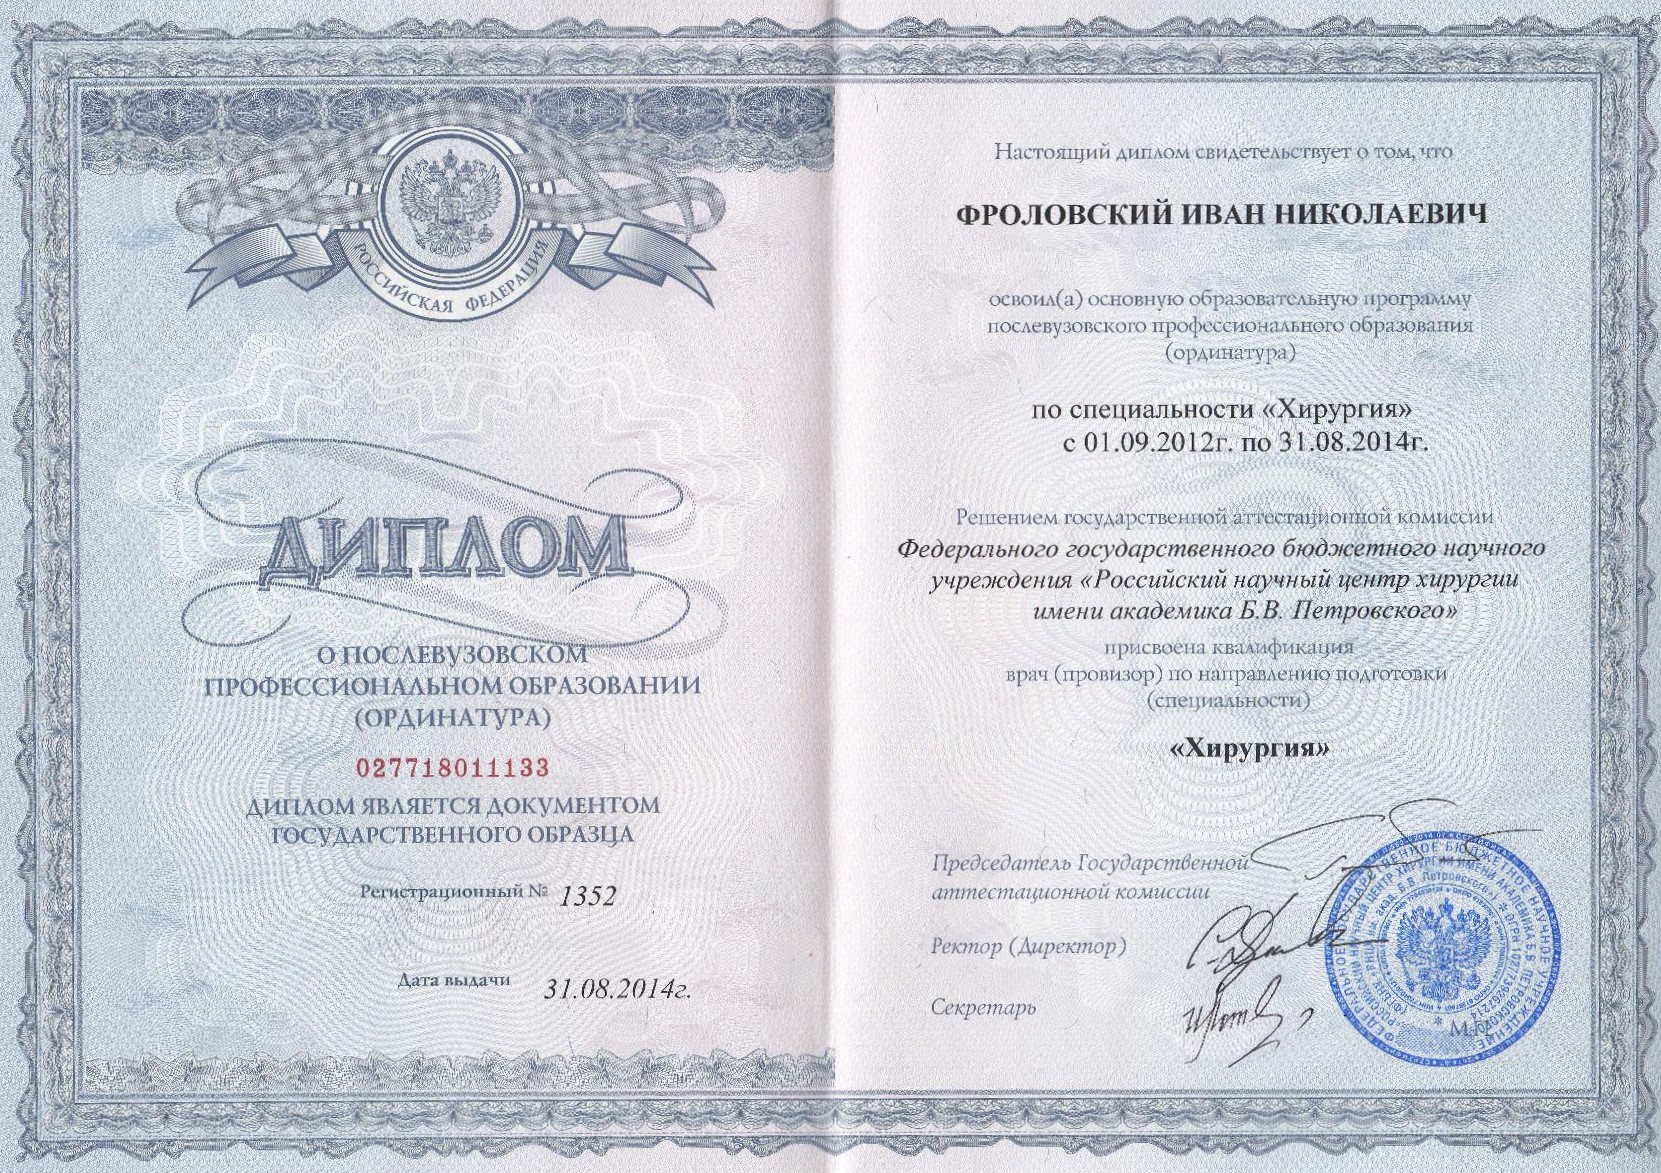 РОССИЙСКАЯ ФЕДЕРАЦИЯ
ДИПЛОМ
О ПОСЛЕВУЗОВСКОМ
ПРОФЕССИОНАЛЬНОМ ОБРАЗОВАНИИ
(ОРДИНАТУРА)
027718011133
ДИПЛОМ ЯВЛЯЕТСЯ ДОКУМЕНТОМ
ГОСУДАРСТВЕННОГО ОБРАЗЦА
Регистрационный № 1352
Дата выдачи 31.08.2014г.
Настоящий диплом свидетельствует о том, что
ФРОЛОВСКИЙ ИВАН НИКОЛАЕВИЧ
освоил(а) основную образовательную программу
послевузовского профессионального образования
(ординатура)
по специальности «Хирургия»
с 01.09.2012г. по 31.08.2014г.
Решением государственной аттестационной комиссии
Федерального государственного бюджетного научного
учреждения «Российский научный центр хирургии
имени академика Б.В. Петровского»
присвоена квалификация
врач (провизор) по направлению подготовки
(специальности)
«Хирургия»
Председатель Государственной
аттестационной комиссии
Ректор (Директор)
Секретарь
М.П.